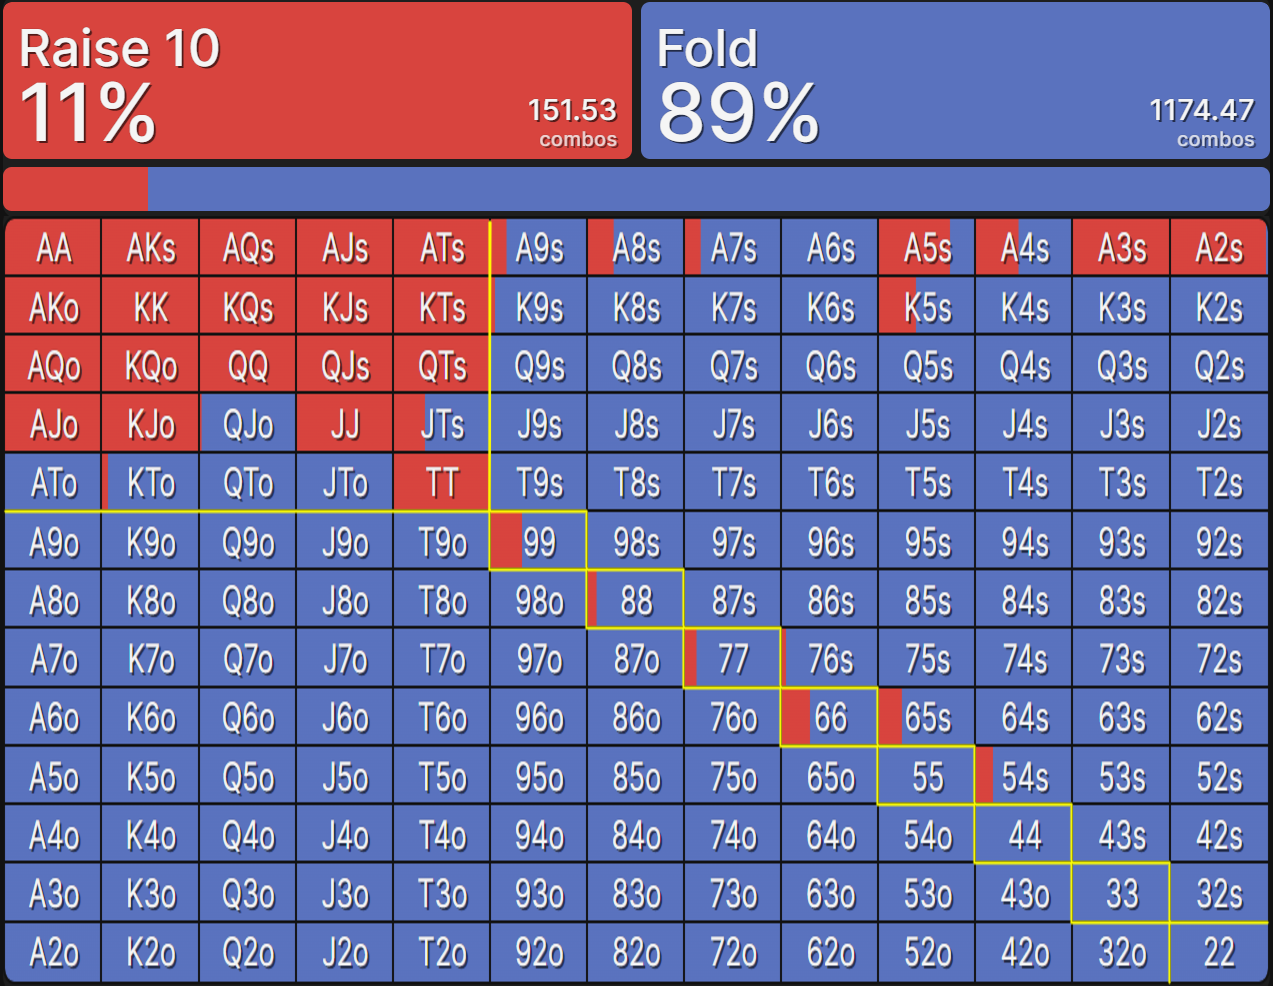 Raise 10
11%
151.53
combos
Fold
89%
1174.47
combos
AA AKs AQs AJs ATs A9s A8s A7s A6s A5s A4s A3s A2s
AKo KK KQs KJs KTs K9s K8s K7s K6s K5s K4s K3s K2s
AQo KQo QQ QJs QTs Q9s Q8s Q7s Q6s Q5s Q4s Q3s Q2s
AJo KJo QJo JJ JTs J9s J8s J7s J6s J5s J4s J3s J2s
ATo KTo QTo JTo TT T9s T8s T7s T6s T5s T4s T3s T2s
A9o K9o Q9o J9o T9o 99 98s 97s 96s 95s 94s 93s 92s
A8o K8o Q8o J8o T8o 98o 88 87s 86s 85s 84s 83s 82s
A7o K7o Q7o J7o T7o 97o 87o 77 76s 75s 74s 73s 72s
A6o K6o Q6o J6o T6o 96o 86o 76o 66 65s 64s 63s 62s
A5o K5o Q5o J5o T5o 95o 85o 75o 65o 55 54s 53s 52s
A4o K4o Q4o J4o T4o 94o 84o 74o 64o 54o 44 43s 42s
A3o K3o Q3o J3o T3o 93o 83o 73o 63o 53o 43o 33 32s
A2o K2o Q2o J2o T2o 92o 82o 72o 62o 52o 42o 32o 22